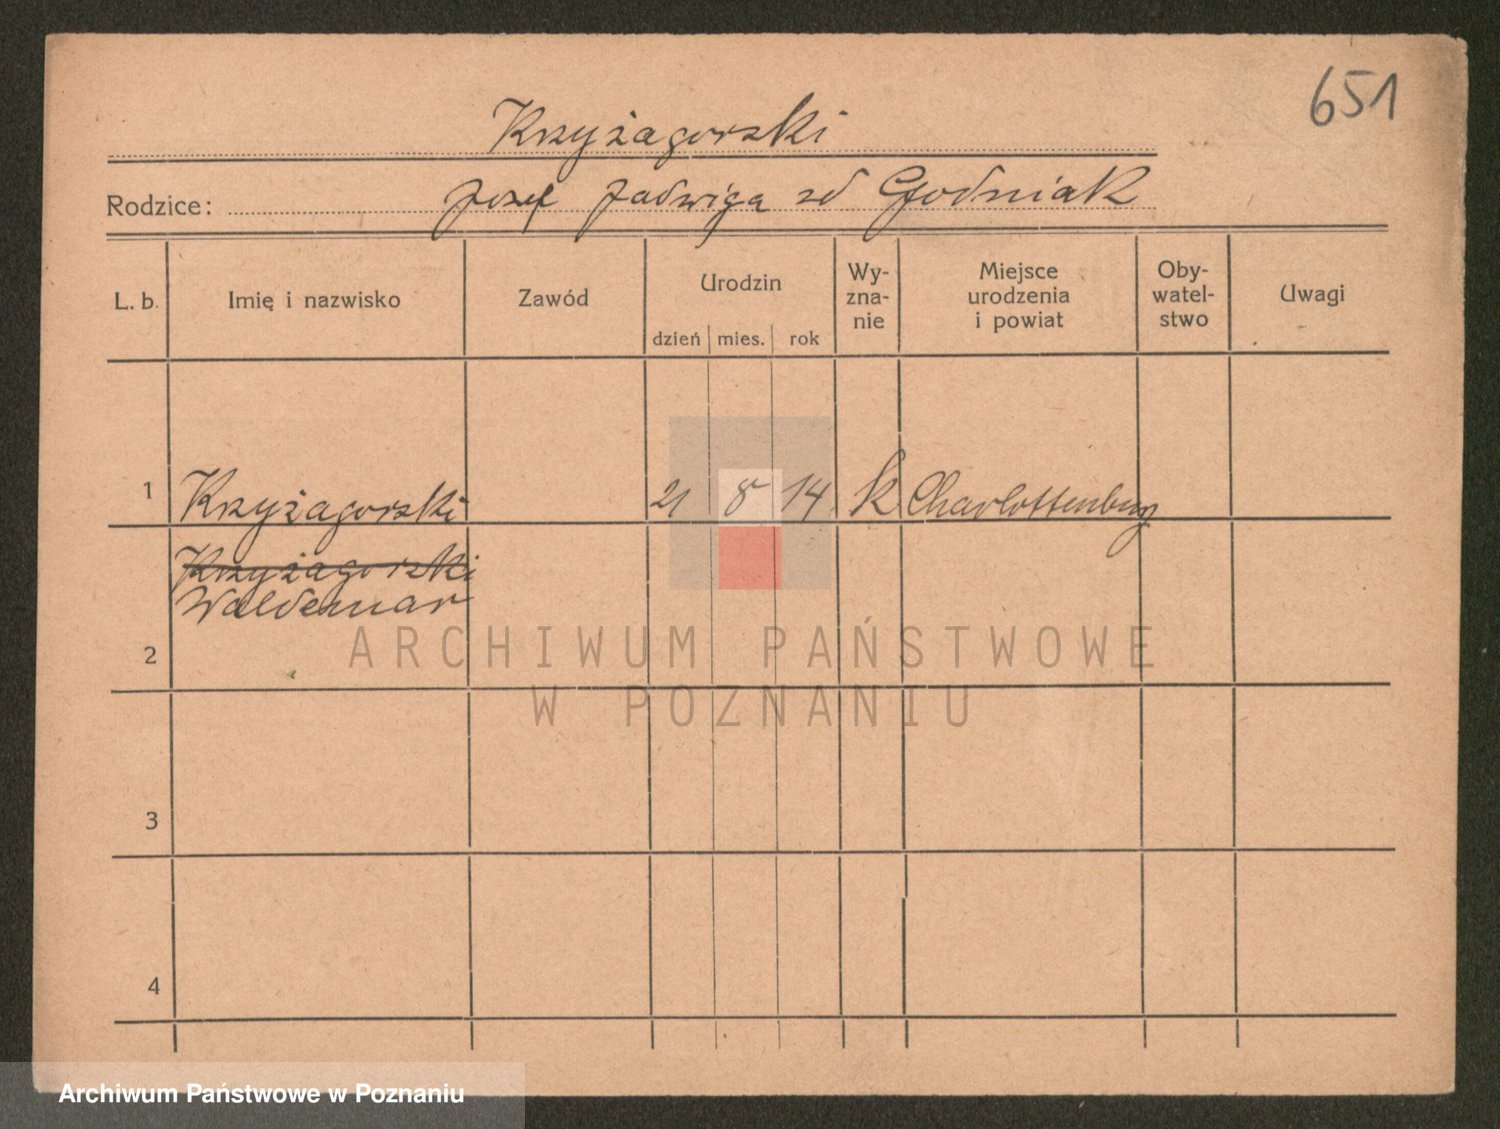 651
Krzyżagorski
Rodzice: Josef Jadwiga zd Godniak
L. b. Imię i nazwisko Zawód Urodzin dzień mies. rok Wy-zna-nie Miejsce urodzenia i powiat Oby-watel-stwo Uwagi
1 Krzyżagorski 21 8 14 k Charlottenburg
Krzyżagorski
Waldemar
2
3
4
ARCHIWUM PAŃSTWOWE
W POZNANIU
Archiwum Państwowe w Poznaniu